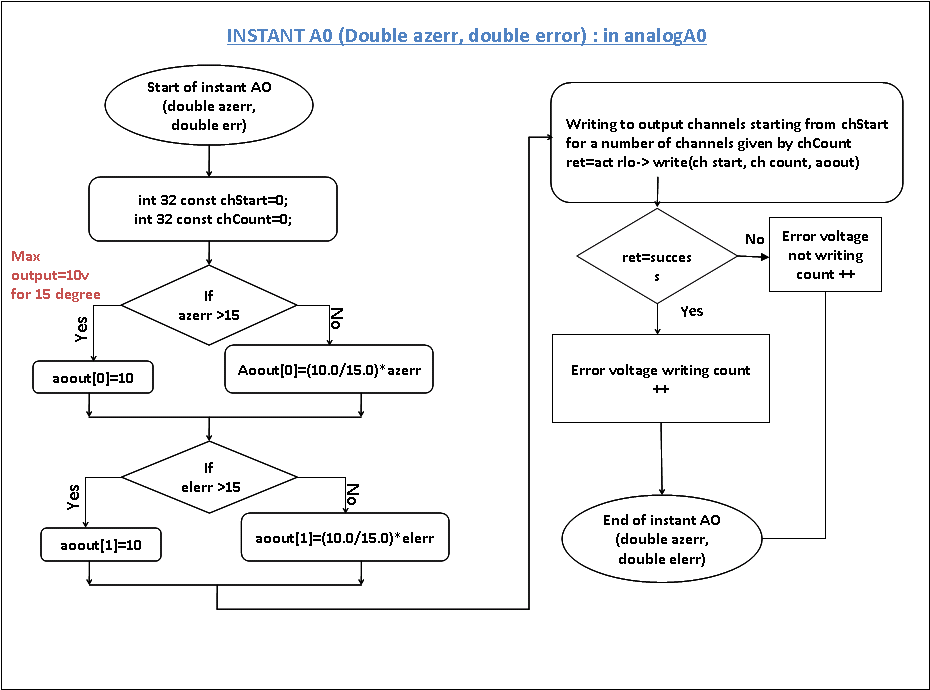 INSTANT A0 (Double azerr, double error) : in analogA0
Start of instant AO
(double azerr,
double err)
int 32 const chStart=0;
int 32 const chCount=0;
Max
output=10v
for 15 degree
If
azerr >15
Yes
No
aoout[0]=10
Aoout[0]=(10.0/15.0)*azerr
If
elerr >15
Yes
No
aoout[1]=10
aoout[1]=(10.0/15.0)*elerr
Writing to output channels starting from chStart
for a number of channels given by chCount
ret=act rlo-> write(ch start, ch count, aoout)
ret=succes
s
No
Error voltage
not writing
count ++
Yes
Error voltage writing count
++
End of instant AO
(double azerr,
double elerr)